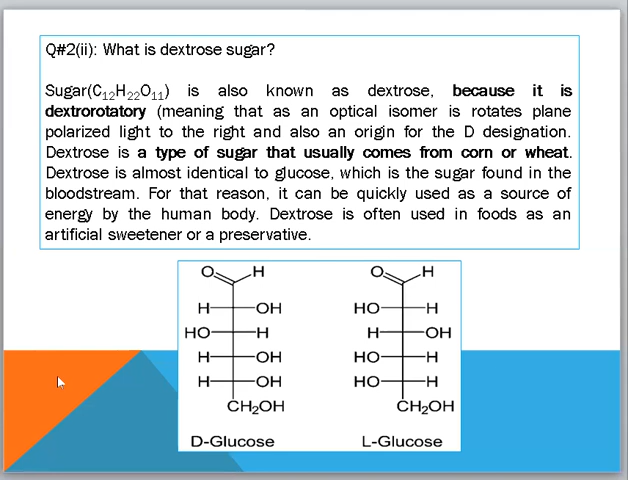 Q#2(ii): What is dextrose sugar?
Sugar(C₁₂H₂₂O₁₁) is also known as dextrose, because it is
dextrorotatory (meaning that as an optical isomer is rotates plane
polarized light to the right and also an origin for the D designation.
Dextrose is a type of sugar that usually comes from corn or wheat.
Dextrose is almost identical to glucose, which is the sugar found in the
bloodstream. For that reason, it can be quickly used as a source of
energy by the human body. Dextrose is often used in foods as an
artificial sweetener or a preservative.
O H
H OH
HO H
H OH
H OH
CH₂OH
D-Glucose
O H
HO H
H OH
HO H
HO H
CH₂OH
L-Glucose